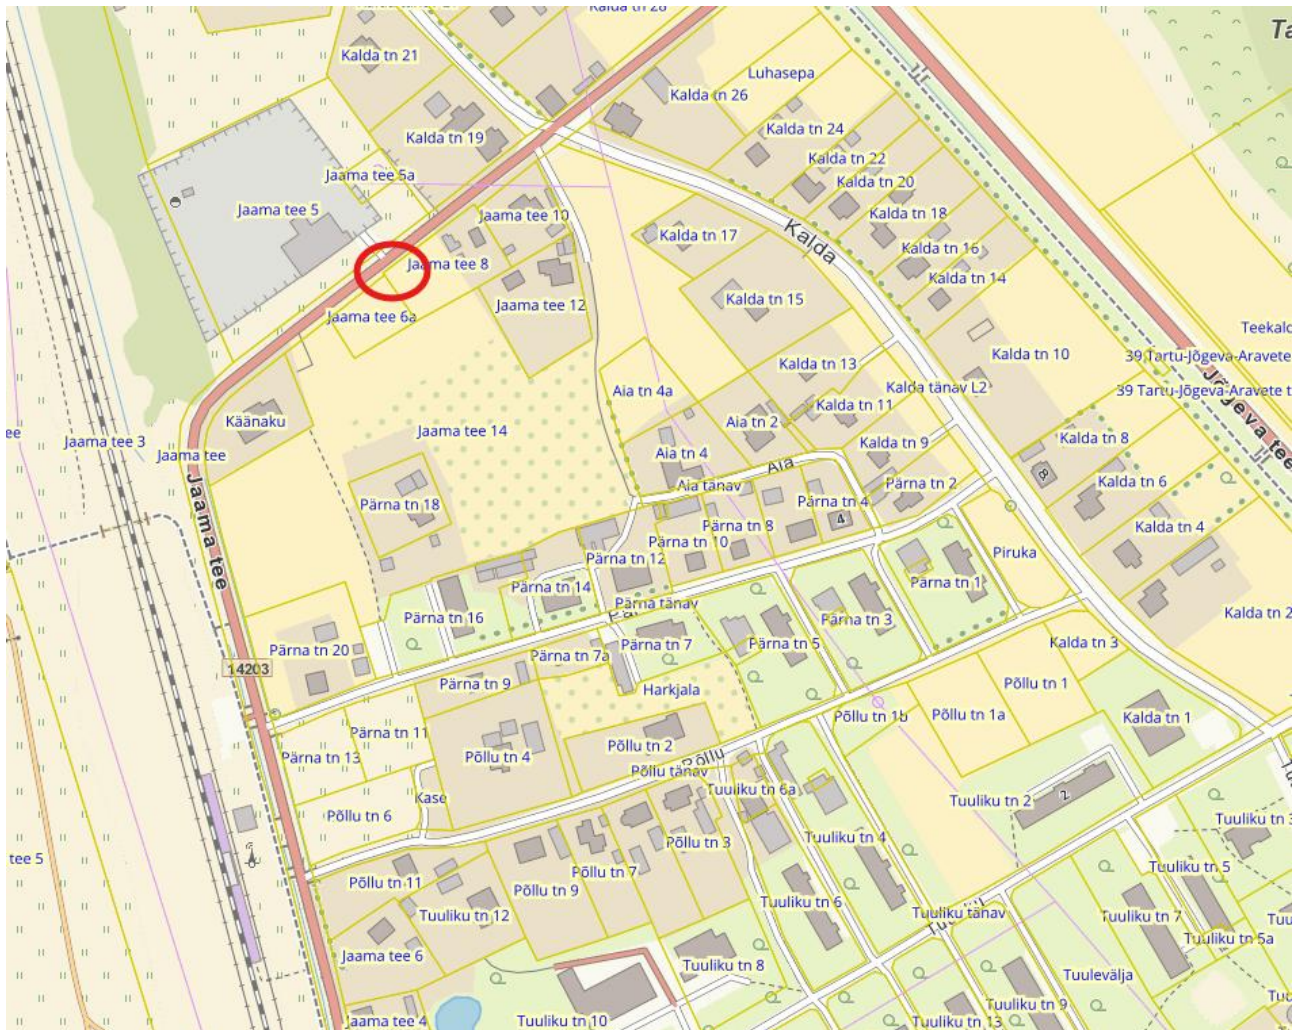 Kalda tn 28
Ta
Kalda tn 21
Luhasepa
Kalda tn 26
Kalda tn 24
Kalda tn 19
Kalda tn 22
Jaama tee 5a
Kalda tn 20
Jaama tee 5
Jaama tee 10
Kalda tn 18
Kalda tn 17
Kalda
Kalda tn 16
Jaama tee 8
Kalda tn 14
Jaama tee 12
Kalda tn 15
Jaama tee 6a
Teekalc
Kalda tn 10
39 Tartu-Jõgeva-Aravete
Kalda tn 13
Aia tn 4a
Kalda tänav L2
39 Tartu-Jõgeva-Aravete t
Jõgeva tee
Kalda tn 11
Käänaku
Aia tn 2
Jaama tee 14
ee
Jaama tee 3
Kalda tn 9
Kalda tn 8
Jaama tee
Aia tn 4
Aia
8
Kalda tn 6
Aia tänav
Pärna tn 2
Jaama tee
Pärna tn 18
Pärna tn 4
4
Pärna tn 8
Kalda tn 4
Pärna tn 10
Piruka
Pärna tn 12
Pärna tn 1
Pärna tn 14
Pärna tänav
Pä
Pärna tn 16
Pärna tn 3
Kalda tn 2
Pärna tn 7
Pärna tn 5
Kalda tn 3
Pärna tn 20
Pärna tn 7a
14203
Pärna tn 9
Harkjala
Põllu tn 1
Põllu tn 1b
Põllu tn 1a
Kalda tn 1
Pärna tn 11
Põllu tn 2
Pärna tn 13
Põllu tn 4
Põllu
Põllu tänav
Tuuliku tn 6a
Kase
Tuuliku tn 2
2
Põllu tn 6
Tuuliku tn 3
Tuuliku tn 4
Põllu tn 3
tee 5
Põllu tn 7
Tuuliku tn 5
Põllu tn 11
Põllu tn 9
Tuuliku tn 6
Tuuliku tänav
Tuuliku
Tuuliku tn 12
Tuuliku tn 7
Tuu
Tuuliku tn 5a
Jaama tee 6
Tuuliku tn 8
Tuulevälja
Tuuliku tn 9
Jaama tee 4
Tuuliku tn 10
Tuuliku tn 13
Tuu